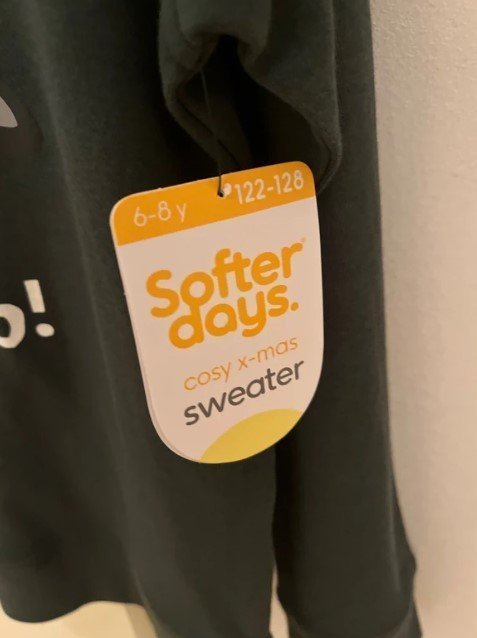 6-8 y 122-128
Softer
days.
cosy x-mas
sweater